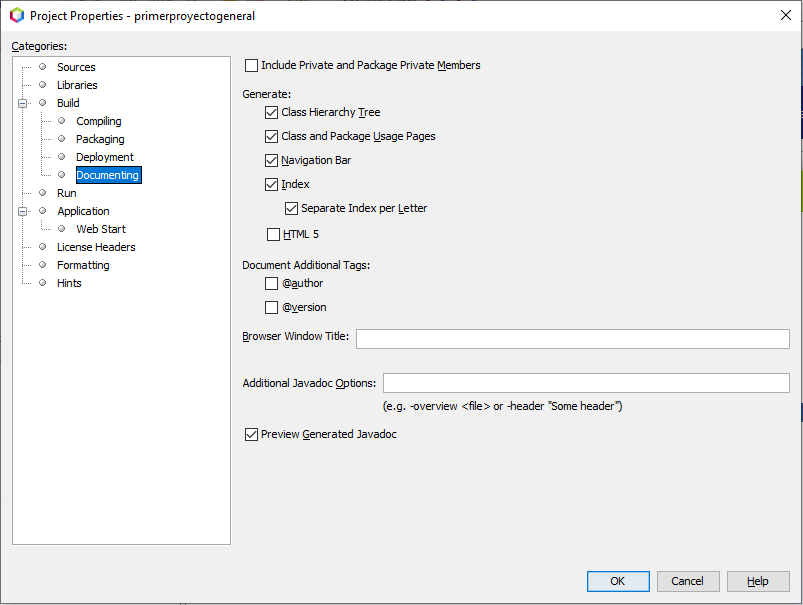 Project Properties - primerproyectogeneral
Categories:
Sources
Libraries
Build
Compiling
Packaging
Deployment
Documenting
Run
Application
Web Start
License Headers
Formatting
Hints
Include Private and Package Private Members
Generate:
Class Hierarchy Tree
Class and Package Usage Pages
Navigation Bar
Index
Separate Index per Letter
HTML 5
Document Additional Tags:
@author
@version
Browser Window Title:
Additional Javadoc Options:
(e.g. -overview <file> or -header "Some header")
Preview Generated Javadoc
OK Cancel Help